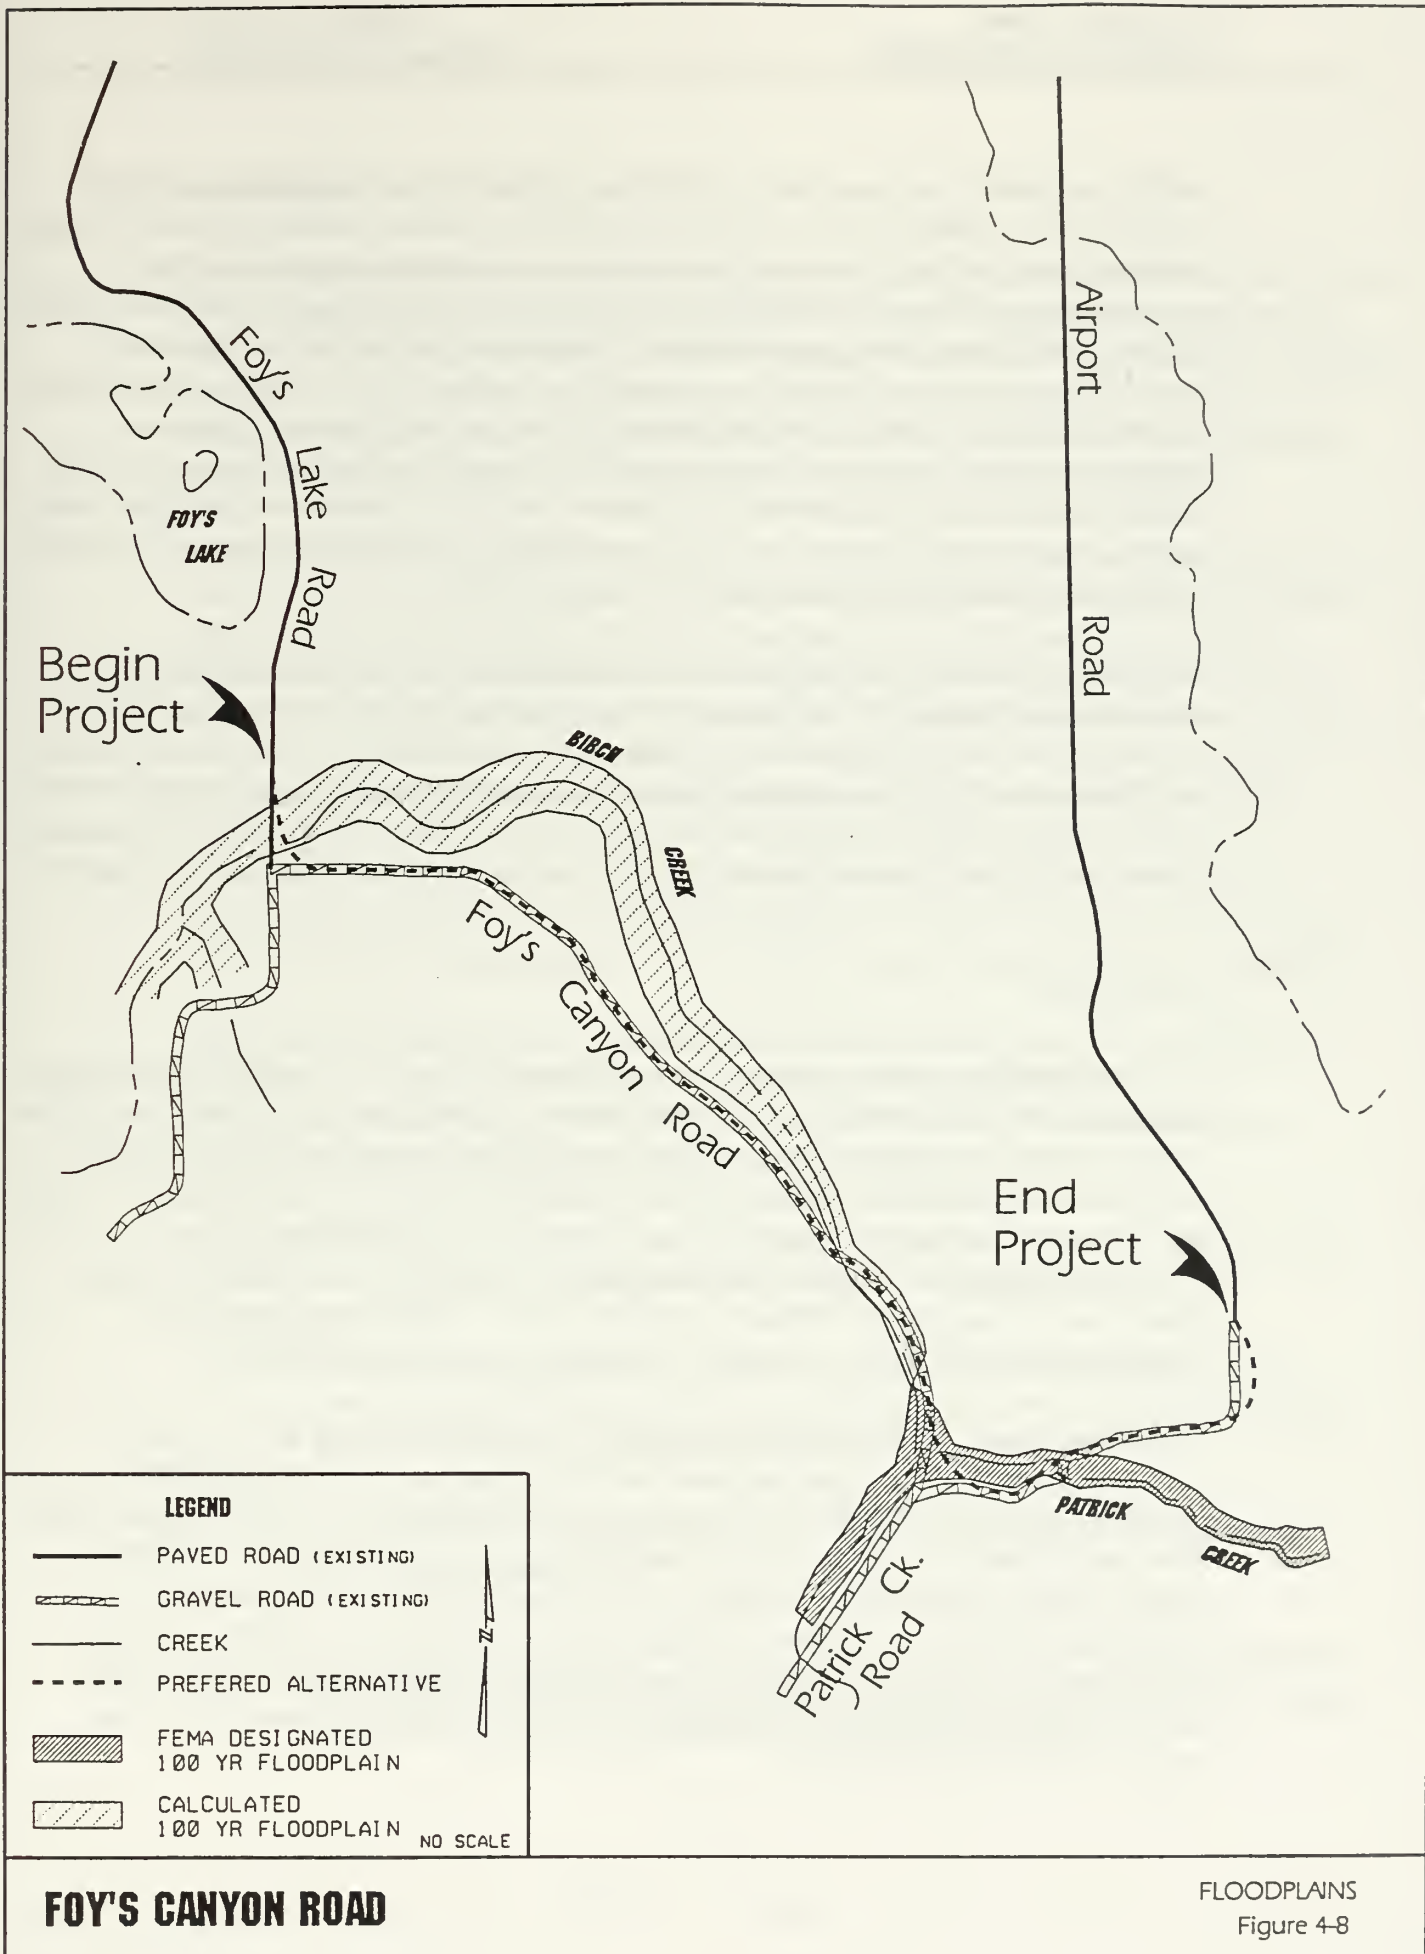 Foy's
Lake
Road
Airport
Road
FOY'S
LAKE
Begin
Project
BIRCH
CREEK
Foy's
Canyon
Road
End
Project
PATRICK
CREEK
Patrick Ck.
Road
LEGEND
PAVED ROAD (EXISTING)
GRAVEL ROAD (EXISTING)
CREEK
PREFERED ALTERNATIVE
FEMA DESIGNATED
100 YR FLOODPLAIN
CALCULATED
100 YR FLOODPLAIN
NO SCALE
N
FOY'S CANYON ROAD
FLOODPLAINS
Figure 4-8